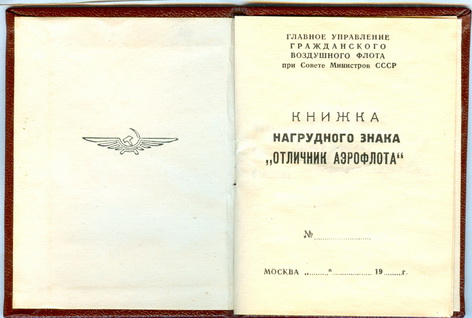 ГЛАВНОЕ УПРАВЛЕНИЕ
ГРАЖДАНСКОГО
ВОЗДУШНОГО ФЛОТА
при Совете Министров СССР
КНИЖКА
НАГРУДНОГО ЗНАКА
„ОТЛИЧНИК АЭРОФЛОТА“
№ ....................
МОСКВА „.......“ .............. 19 ......г.